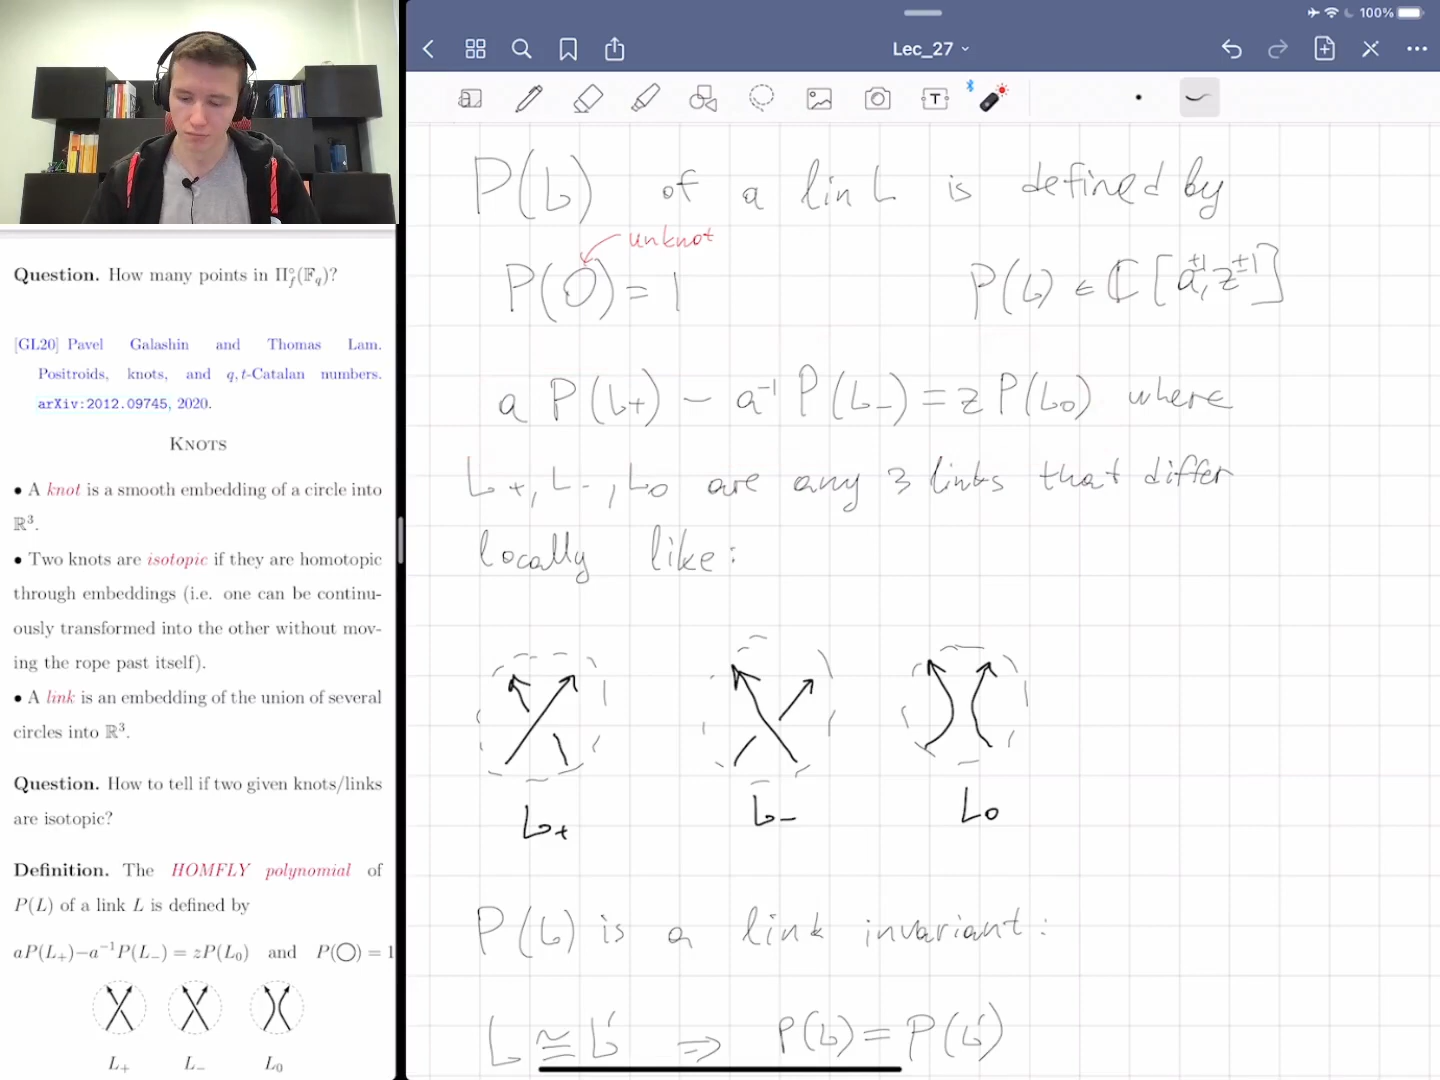 100%
Lec_27
Question. How many points in Π°_f(F_q)?
[GL20] Pavel Galashin and Thomas Lam.
Positroids, knots, and q,t-Catalan numbers.
arXiv:2012.09745, 2020.
Knots
• A knot is a smooth embedding of a circle into
ℝ³.
• Two knots are isotopic if they are homotopic
through embeddings (i.e. one can be continu-
ously transformed into the other without mov-
ing the rope past itself).
• A link is an embedding of the union of several
circles into ℝ³.
Question. How to tell if two given knots/links
are isotopic?
Definition. The HOMFLY polynomial of
P(L) of a link L is defined by
aP(L₊)−a⁻¹P(L₋) = zP(L₀) and P(◯) = 1
L₊ L₋ L₀
P(L) of a link L is defined by
unknot
P(O) = 1 P(L) ∈ ℂ[a^±1, z^±1]
a P(L+) − a⁻¹ P(L−) = z P(L0) where
L+, L−, L0 are any 3 links that differ
locally like:
L+ L− L0
P(L) is a link invariant:
L ≅ L' ⇒ P(L) = P(L')